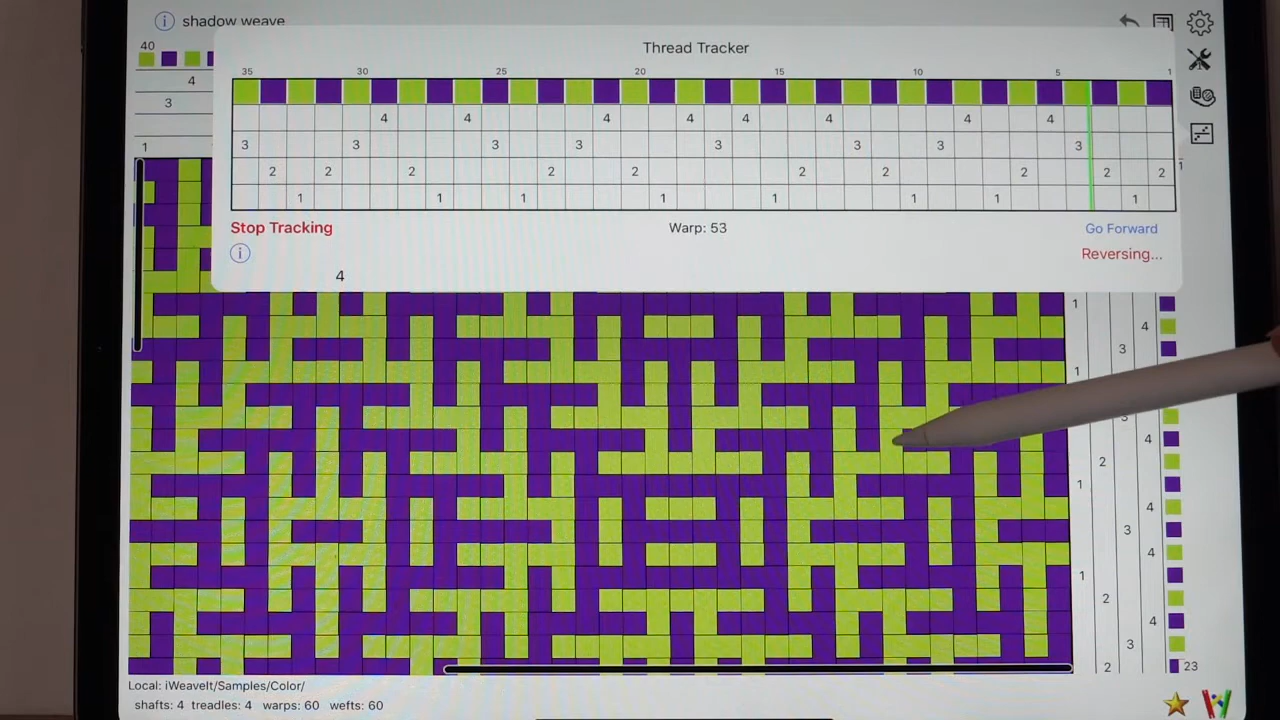 shadow weave
40
4
3
1
Thread Tracker
35 30 25 20 15 10 5 1
4 4 4 4 4 4 4 4
3 3 3 3 3 3 3 3
2 2 2 2 2 2 2 2 2 2
1 1 1 1 1 1 1
Stop Tracking Warp: 53 Go Forward
Reversing...
4
1
1
4
3
1
4
2
1
4
3
4
1
2
4
3
2 23
Local: iWeaveIt/Samples/Color/
shafts: 4 treadles: 4 warps: 60 wefts: 60